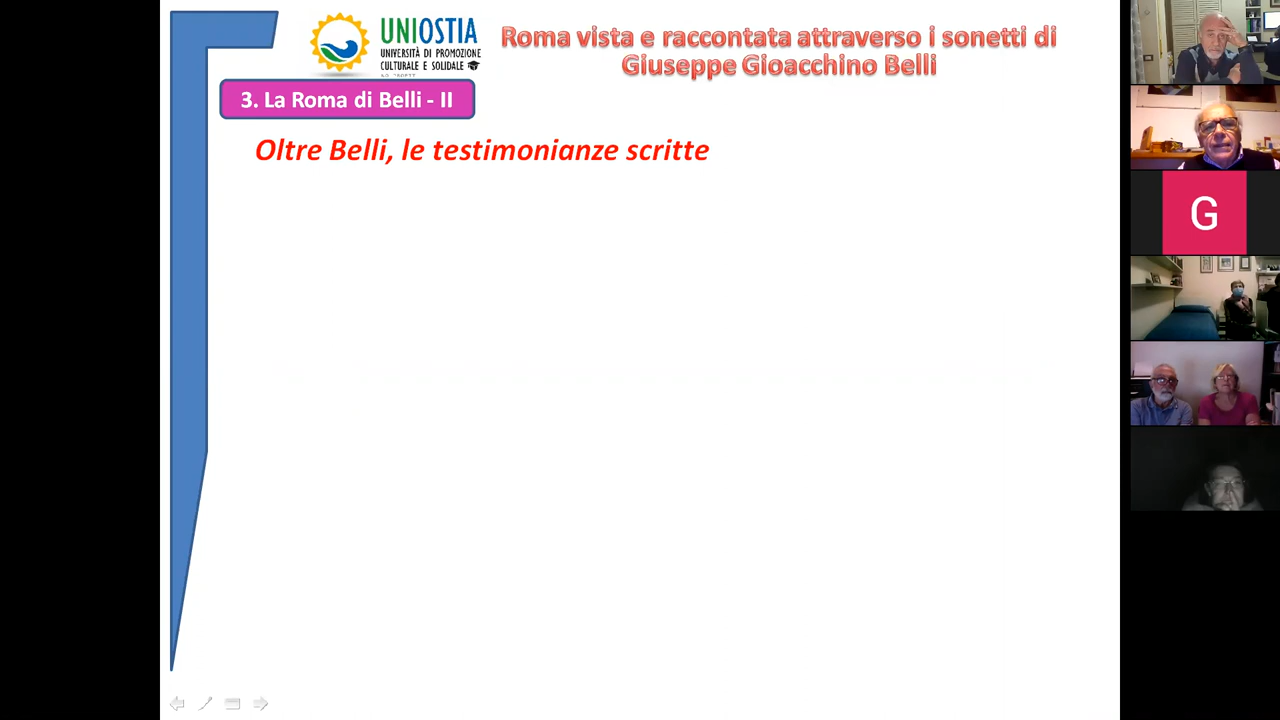 UNIOSTIA
UNIVERSITÀ DI PROMOZIONE
CULTURALE E SOLIDALE
Roma vista e raccontata attraverso i sonetti di
Giuseppe Gioacchino Belli
3. La Roma di Belli - II
Oltre Belli, le testimonianze scritte
G